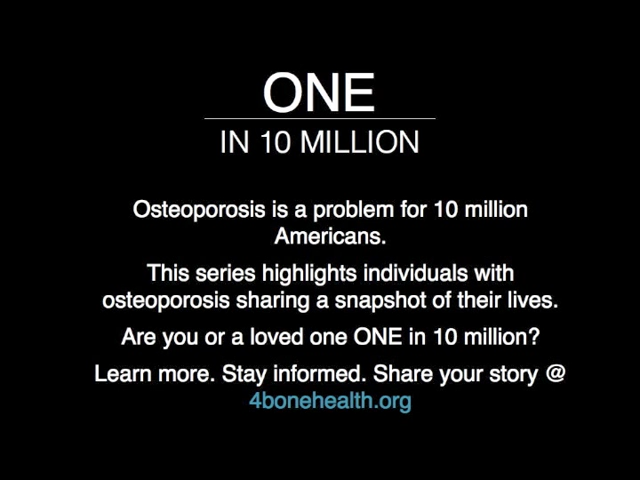 ONE
IN 10 MILLION
Osteoporosis is a problem for 10 million
Americans.
This series highlights individuals with
osteoporosis sharing a snapshot of their lives.
Are you or a loved one ONE in 10 million?
Learn more. Stay informed. Share your story @
4bonehealth.org